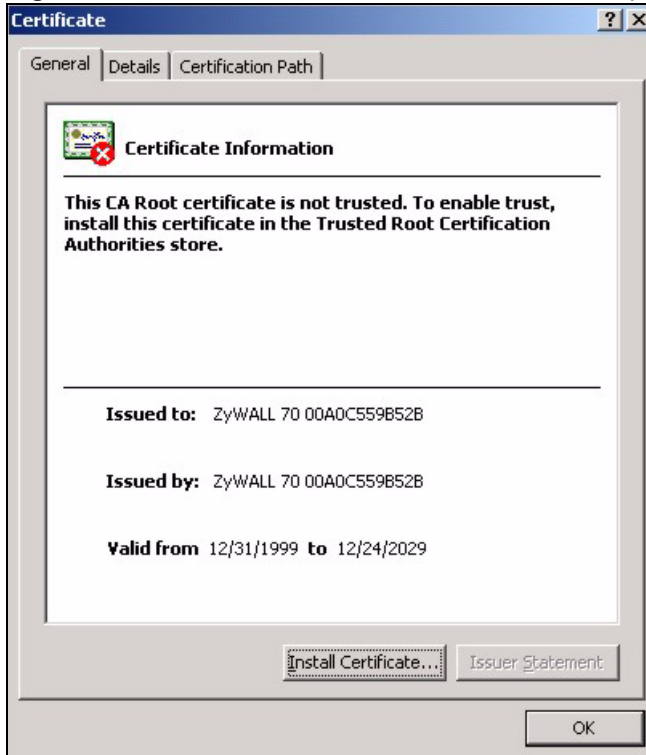 Certificate
General
Details
Certification Path
Certificate Information
This CA Root certificate is not trusted. To enable trust,
install this certificate in the Trusted Root Certification
Authorities store.
Issued to: ZyWALL 70 00A0C559B52B
Issued by: ZyWALL 70 00A0C559B52B
Valid from 12/31/1999 to 12/24/2029
Install Certificate... Issuer Statement
OK